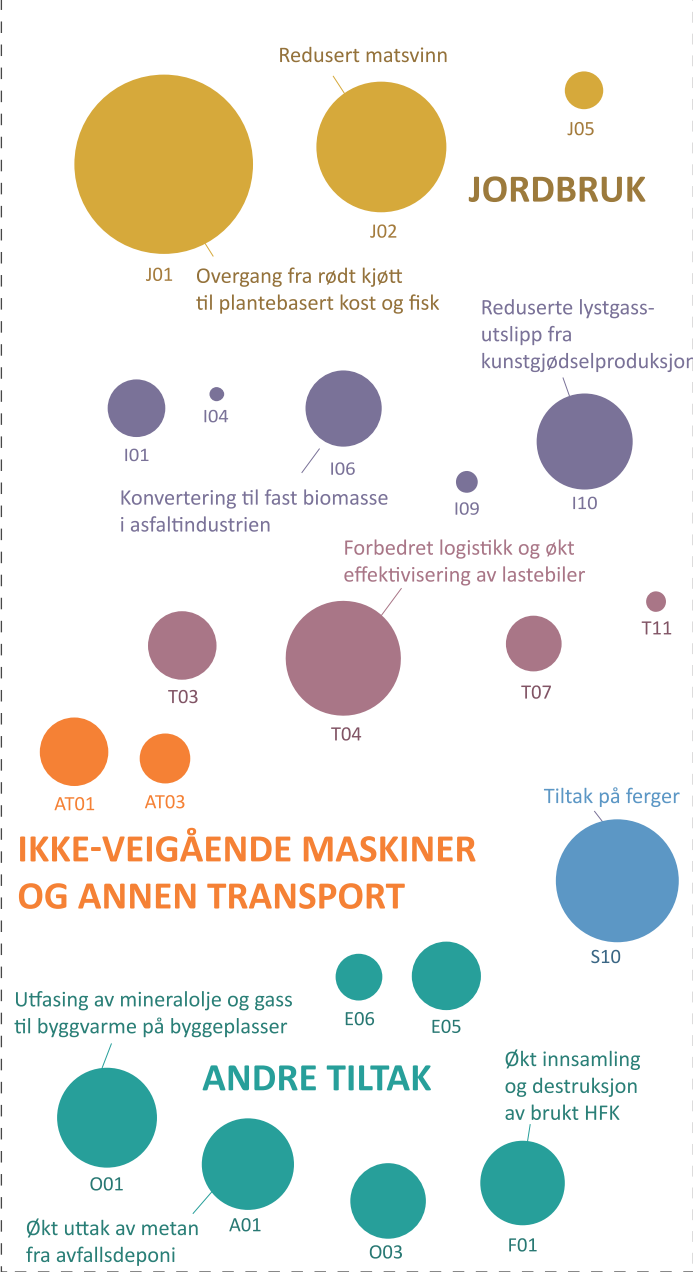 Redusert matsvinn
J05
JORDBRUK
J02
J01
Overgang fra rødt kjøtt
til plantebasert kost og fisk
Reduserte lystgass-
utslipp fra
kunstgjødselproduksjon
I04
I01
I06
I09
I10
Konvertering til fast biomasse
i asfaltindustrien
Forbedret logistikk og økt
effektivisering av lastebiler
T11
T03
T07
T04
AT01
AT03
Tiltak på ferger
IKKE-VEIGÅENDE MASKINER
OG ANNEN TRANSPORT
S10
Utfasing av mineralolje og gass
til byggvarme på byggeplasser
E06
E05
ANDRE TILTAK
Økt innsamling
og destruksjon
av brukt HFK
O01
Økt uttak av metan
fra avfallsdeponi
A01
O03
F01